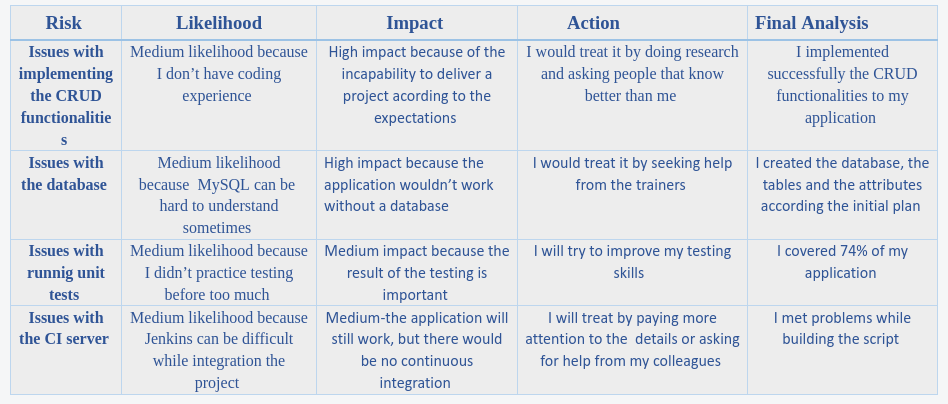 Risk
Likelihood
Impact
Action
Final Analysis
Issues with
implementing
the CRUD
functionalitie
s
Medium likelihood because
I don’t have coding
experience
High impact because of the
incapability to deliver a
project acording to the
expectations
I would treat it by doing research
and asking people that know
better than me
I implemented
successfully the CRUD
functionalities to my
application
Issues with
the database
Medium likelihood
because  MySQL can be
hard to understand
sometimes
High impact because the
application wouldn’t work
without a database
I would treat it by seeking help
from the trainers
I created the database, the
tables and the attributes
according the initial plan
Issues with
runnig unit
tests
Medium likelihood because
I didn’t practice testing
before too much
Medium impact because the
result of the testing is
important
I will try to improve my testing
skills
I covered 74% of my
application
Issues with
the CI server
Medium likelihood because
Jenkins can be difficult
while integration the
project
Medium-the application will
still work, but there would
be no continuous
integration
I will treat by paying more
attention to the  details or asking
for help from my colleagues
I met problems while
building the script